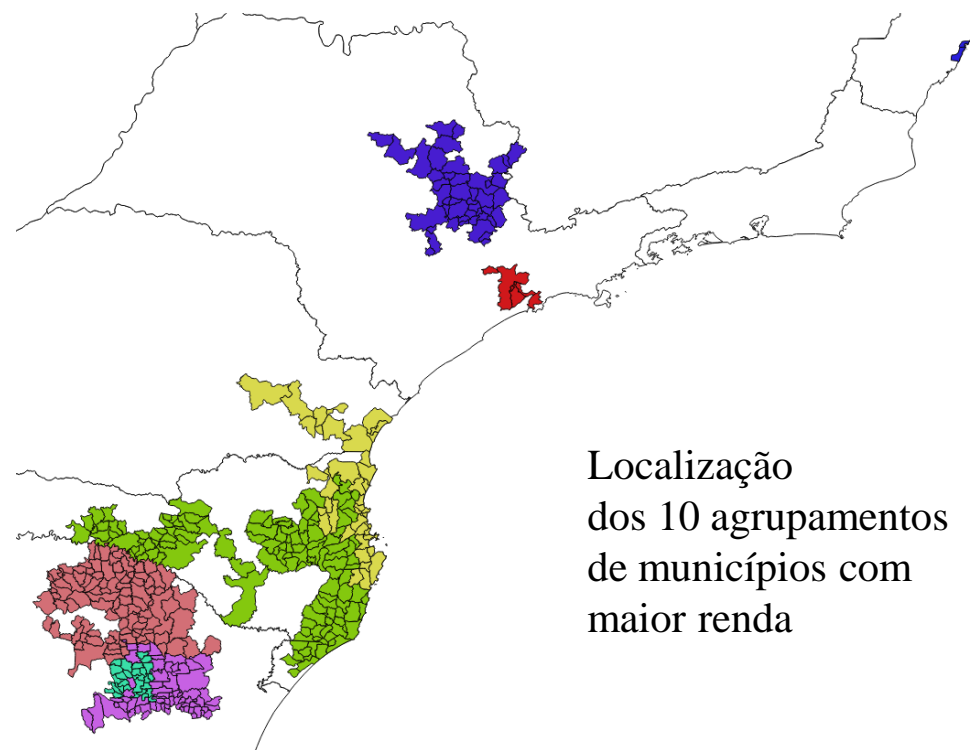 Localização
dos 10 agrupamentos
de municípios com
maior renda